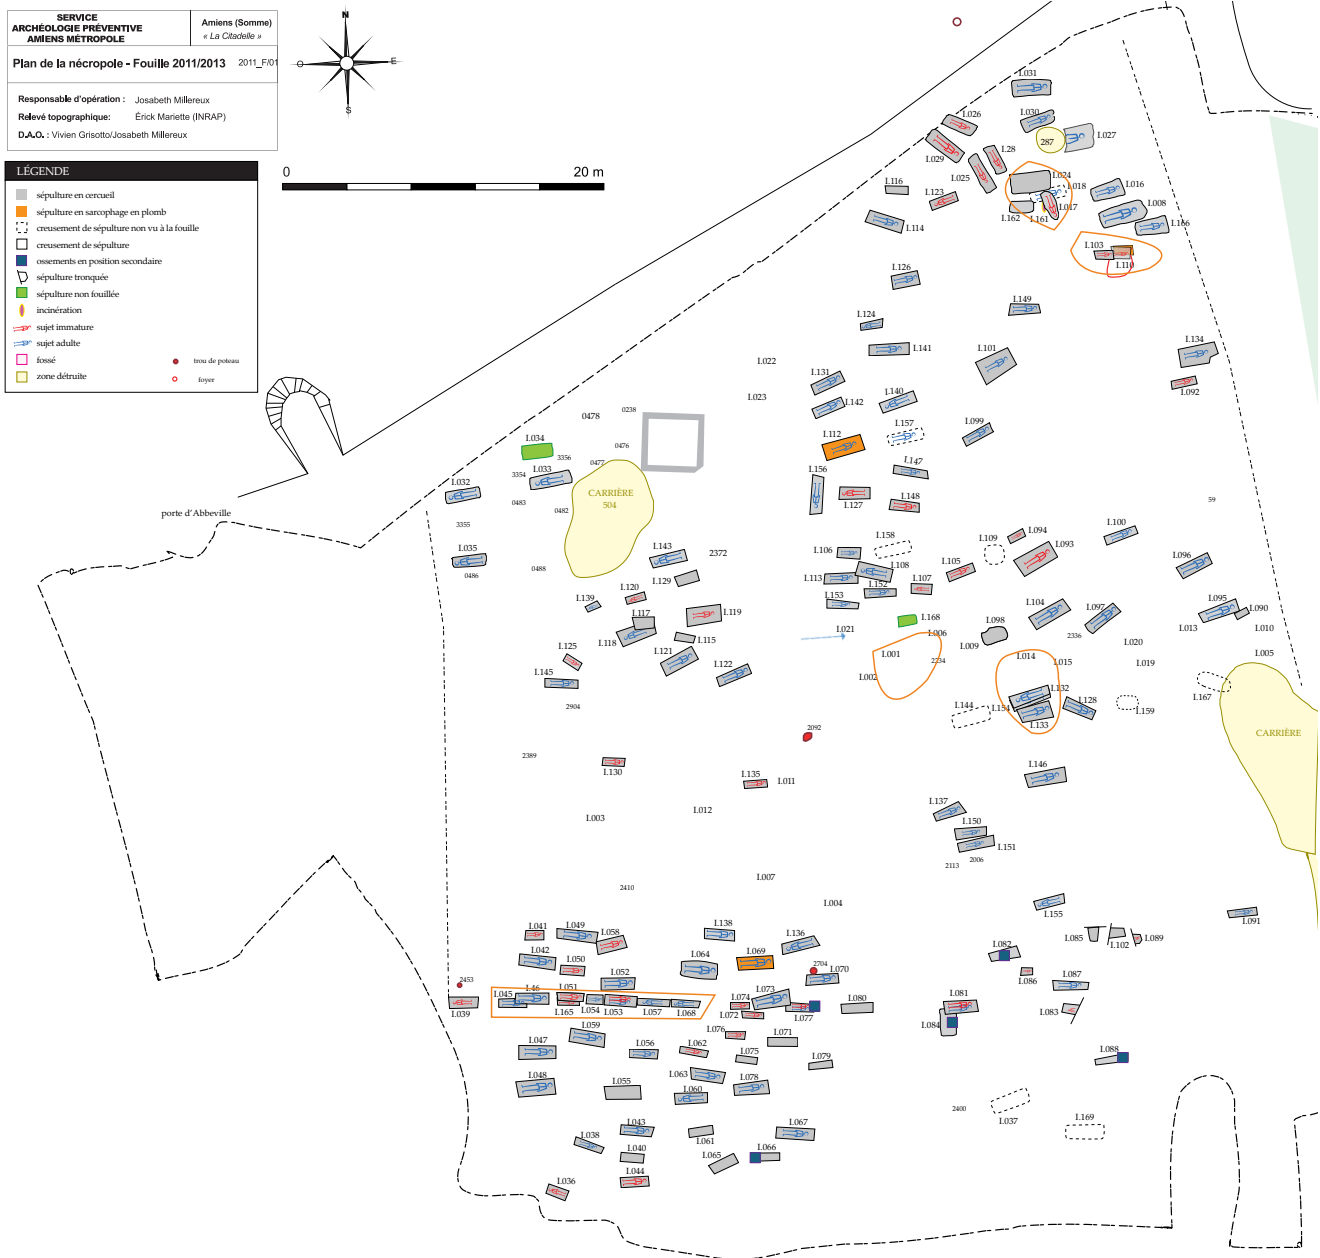 SERVICE
ARCHÉOLOGIE PRÉVENTIVE
AMIENS MÉTROPOLE
Amiens (Somme)
« La Citadelle »
Plan de la nécropole - Fouille 2011/2013
2011_F/01
Responsable d'opération : Josabeth Millereux
Relevé topographique: Érick Mariette (INRAP)
D.A.O. : Vivien Grisotto/Josabeth Millereux
N
O
E
S
LÉGENDE
sépulture en cercueil
sépulture en sarcophage en plomb
creusement de sépulture non vu à la fouille
creusement de sépulture
ossements en position secondaire
sépulture tronquée
sépulture non fouillée
incinération
sujet immature
sujet adulte
fossé
trou de poteau
zone détruite
foyer
0
20 m
I.031
I.026
I.030
I.029
287
I.027
I.28
I.025
I.116
I.123
I.024
I.018
I.016
I.017
I.008
I.162
I.161
I.166
I.114
I.103
I.110
I.126
I.149
I.124
I.141
I.101
I.134
I.022
I.131
I.092
I.023
I.142
I.140
0478
0238
I.157
I.099
I.034
0476
I.112
3356
0477
I.147
3354
I.033
I.156
I.032
CARRIÈRE
504
I.127
I.148
0483
0482
59
porte d'Abbeville
3355
I.094
I.100
I.158
I.109
I.093
I.035
I.143
2372
I.106
I.096
0486
0488
I.129
I.113
I.108
I.105
I.152
I.107
I.120
I.139
I.153
I.104
I.097
I.095
I.090
I.117
I.119
I.168
I.098
I.118
I.115
I.021
I.006
2336
I.013
I.010
I.125
I.121
I.001
2734
I.009
I.014
I.015
I.020
I.019
I.005
I.145
I.122
I.002
I.132
I.167
2904
I.144
I.154
I.128
I.159
I.133
2092
CARRIÈRE
2389
I.130
I.135
I.011
I.146
I.003
I.012
I.137
I.150
I.151
2006
2113
2410
I.007
I.004
I.155
I.091
I.041
I.049
I.058
I.138
I.136
I.085
I.102
I.089
I.042
I.050
I.064
I.069
I.082
2704
I.070
I.086
2453
I.052
I.087
I.045
I.46
I.051
I.074
I.073
I.081
I.039
I.165
I.054
I.053
I.057
I.068
I.072
I.077
I.080
I.083
I.084
I.059
I.076
I.071
I.047
I.056
I.062
I.075
I.079
I.088
I.048
I.055
I.063
I.060
I.078
2400
I.037
I.169
I.043
I.038
I.061
I.067
I.040
I.065
I.066
I.036
I.044